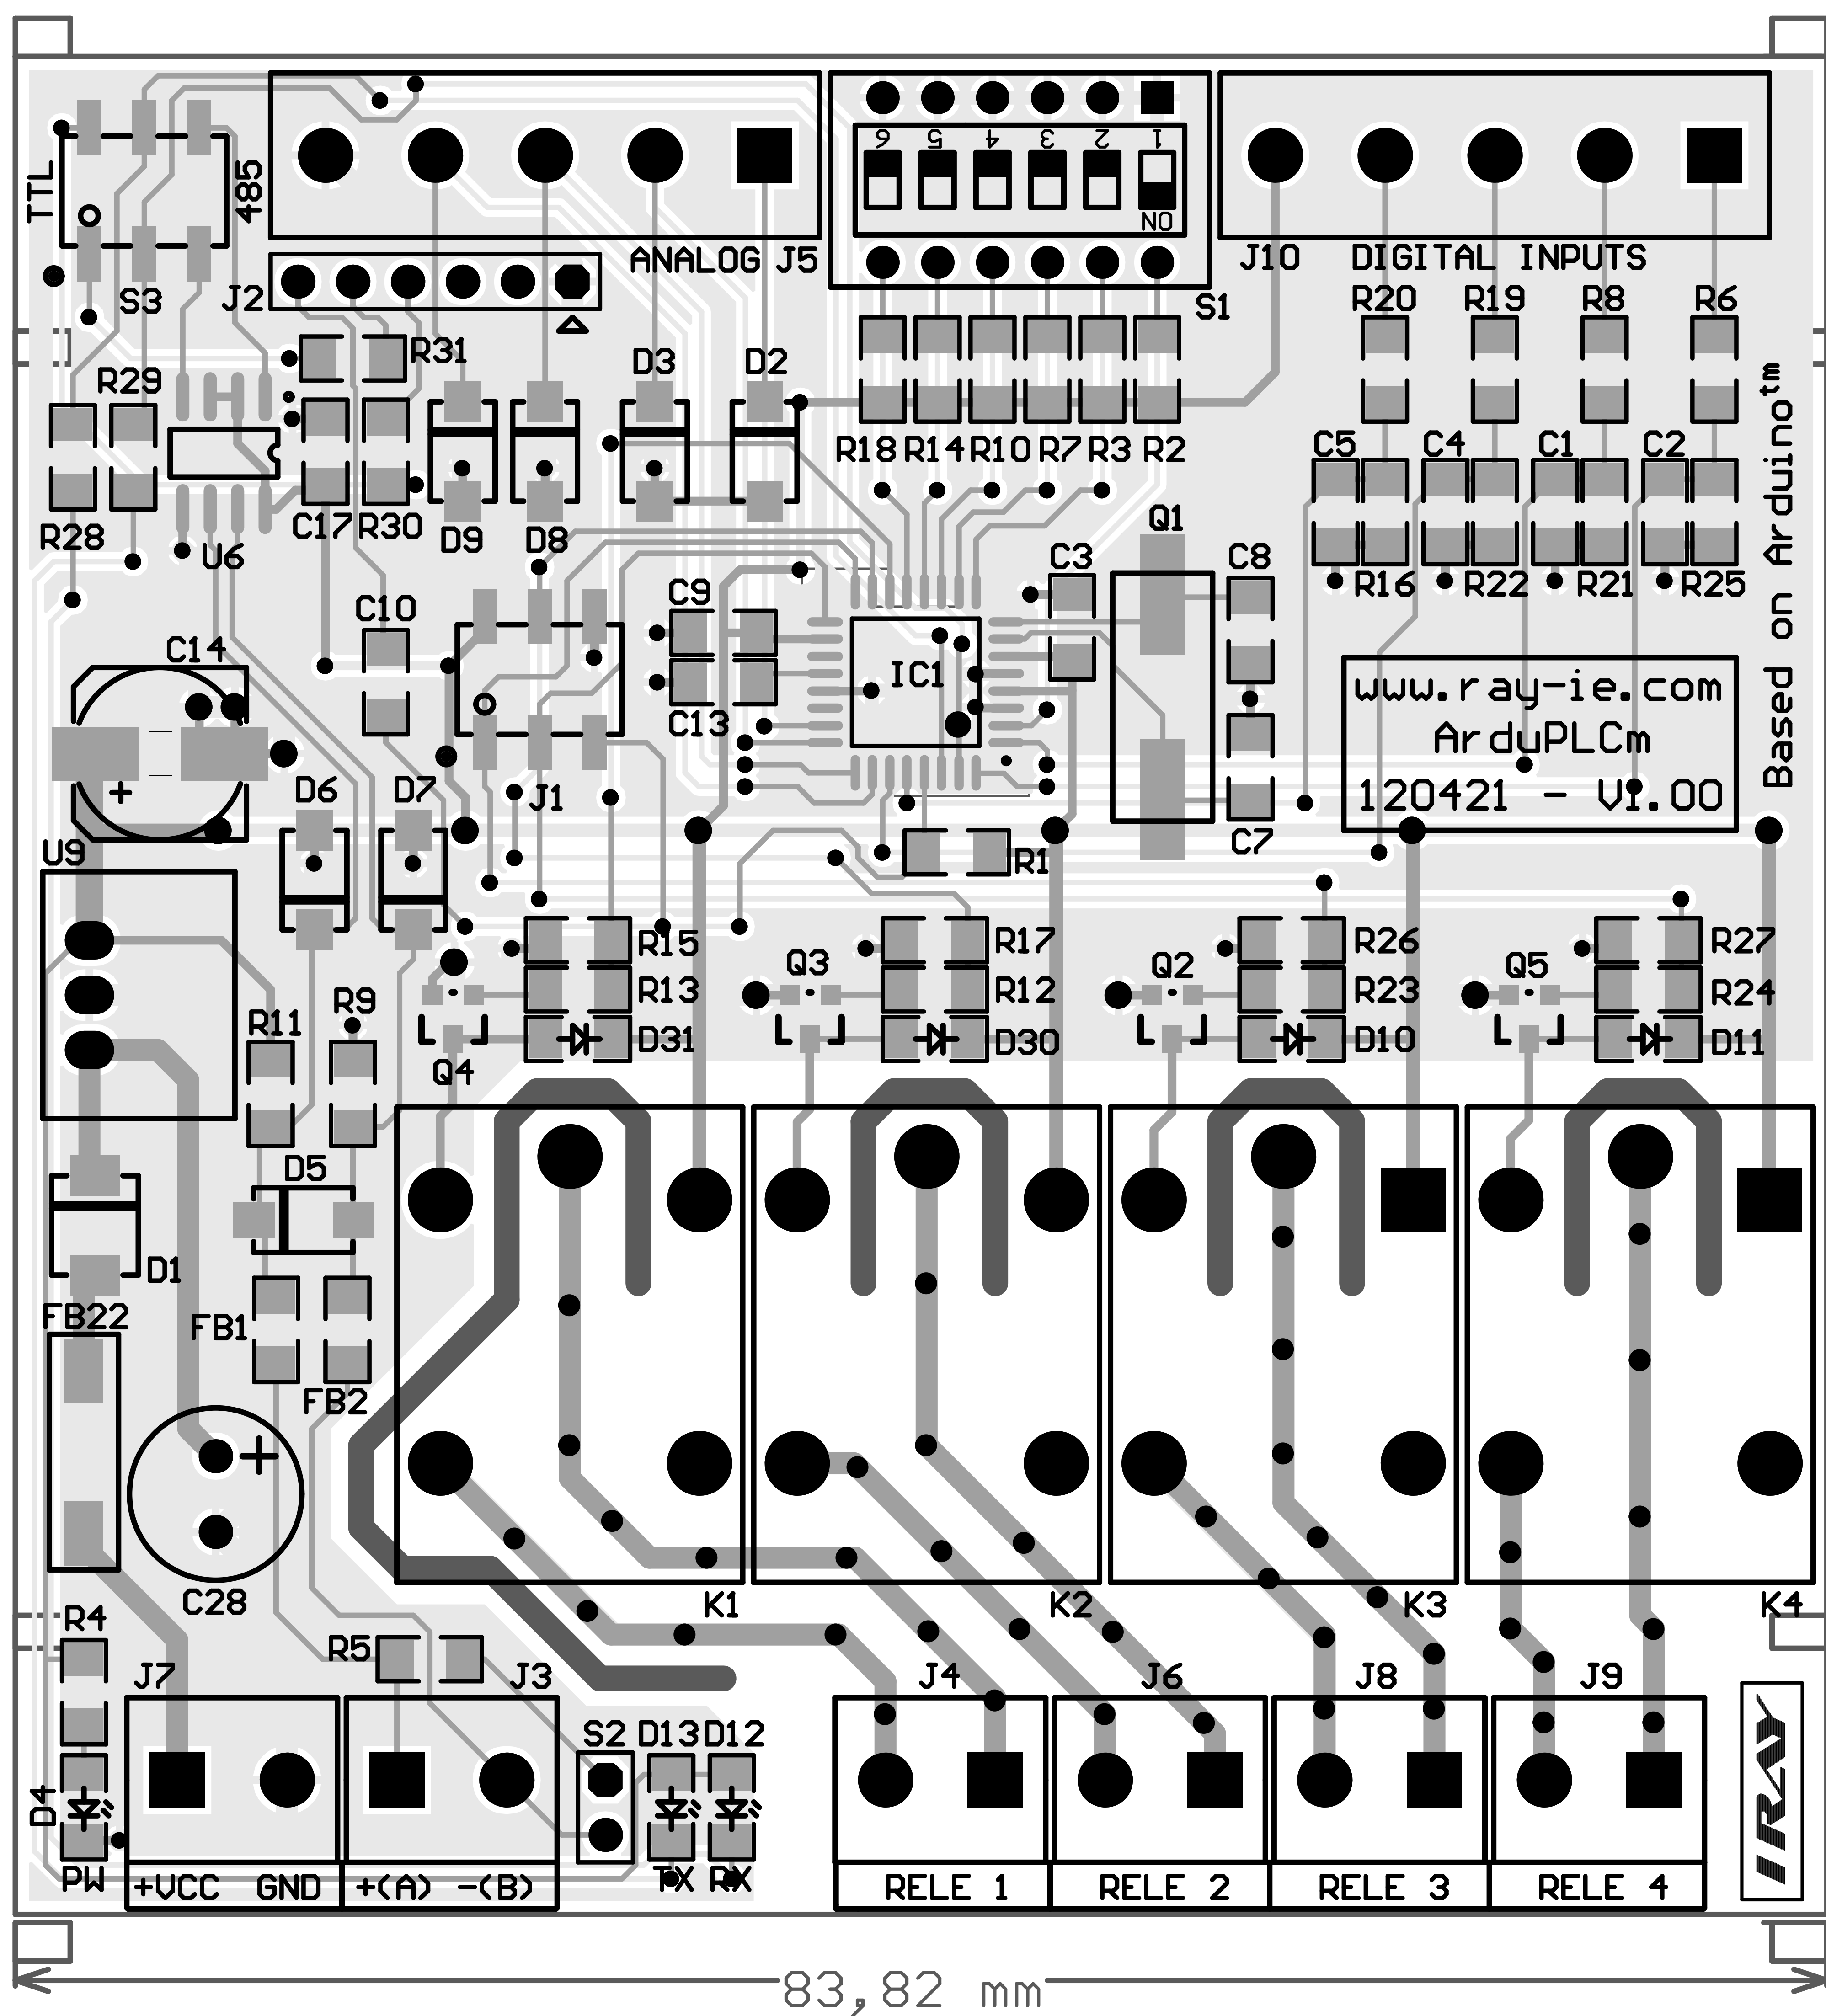 TTL
485
S3
J2
ANALOG J5
6 5 4 3 2 1
ON
S1
J10 DIGITAL INPUTS
R20 R19 R8 R6
R31
D3 D2
R29
R18 R14 R10 R7 R3 R2
C5 C4 C1 C2
R28
U6
C17 R30
D9 D8
Q1
C3 C8
R16 R22 R21 R25
Based on Arduino tm
C10
C9
C14
IC1
C13
www.ray-ie.com
ArduPLCm
120421 - V1.00
+
D6 D7
J1
U9
R1
C7
R15 R17 R26 R27
Q3 Q2 Q5
R13 R12 R23 R24
R11 R9
D31 D30 D10 D11
Q4
D5
D1
FB22
FB1
FB2
+
C28
K1 K2 K3 K4
R4
R5
J7 J3
J4 J6 J8 J9
S2 D13 D12
D4
IRAY
PW
+VCC GND +(A) -(B)
TX RX
RELE 1 RELE 2 RELE 3 RELE 4
83,82 mm